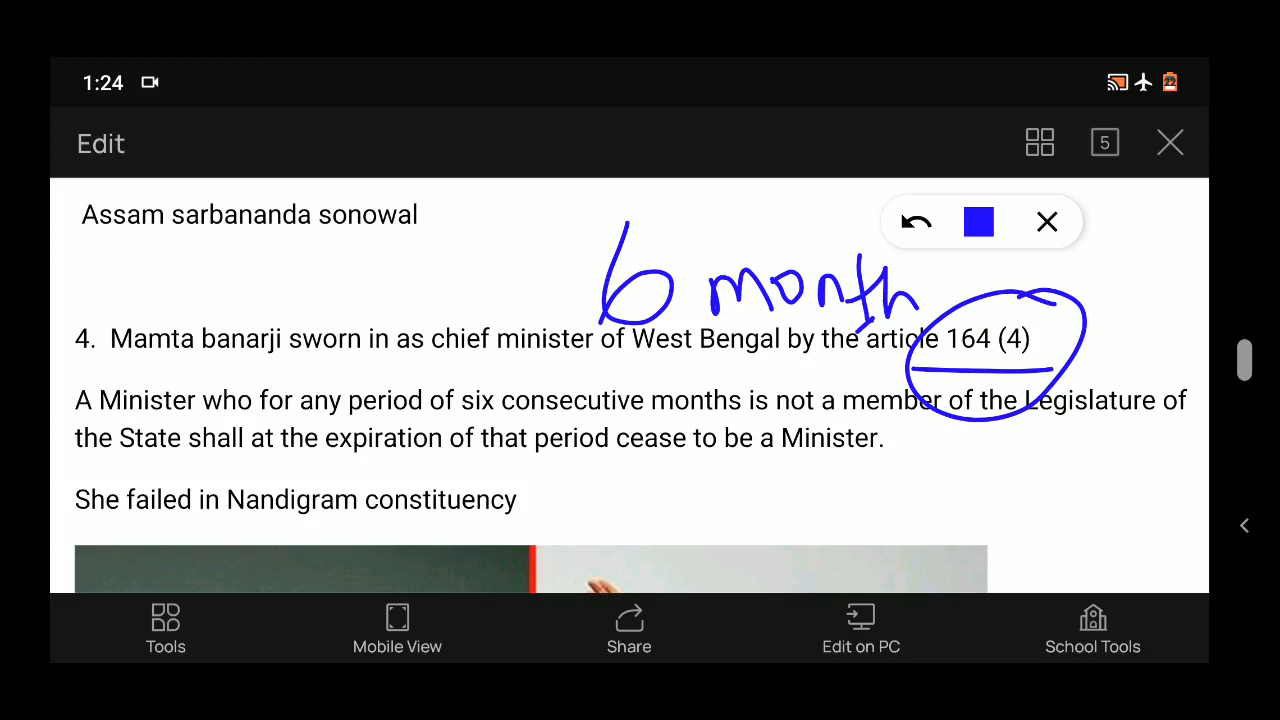 1:24
Edit
5
Assam sarbananda sonowal
6 month
4. Mamta banarji sworn in as chief minister of West Bengal by the article 164 (4)
A Minister who for any period of six consecutive months is not a member of the Legislature of
the State shall at the expiration of that period cease to be a Minister.
She failed in Nandigram constituency
Tools Mobile View Share Edit on PC School Tools